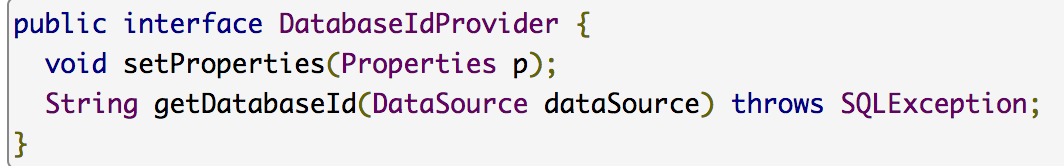 public interface DatabaseIdProvider {
  void setProperties(Properties p);
  String getDatabaseId(DataSource dataSource) throws SQLException;
}